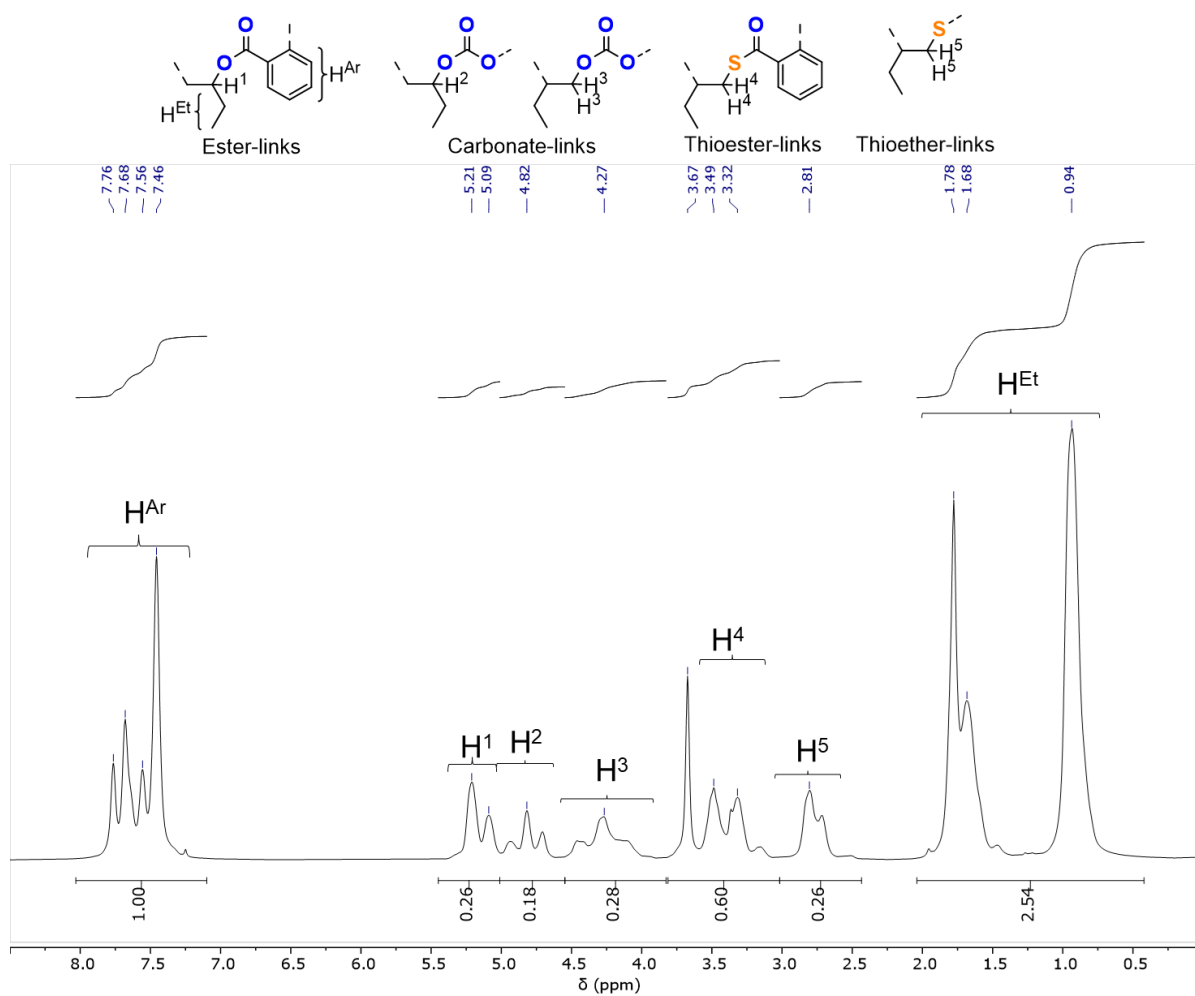 O O O S
I O O O O O S I H⁵
H¹ Hᴬʳ H² H³ H⁴ H⁵
Hᴱᵗ H³ H⁴
Ester-links Carbonate-links Thioester-links Thioether-links
7.76 7.68 7.56 7.46 5.21 5.09 4.82 4.27 3.67 3.49 3.32 2.81 1.78 1.68 0.94
Hᴱᵗ
Hᴬʳ
H⁴
H¹ H² H³ H⁵
1.00 0.26 0.18 0.28 0.60 0.26 2.54
8.0 7.5 7.0 6.5 6.0 5.5 5.0 4.5 4.0 3.5 3.0 2.5 2.0 1.5 1.0 0.5
δ (ppm)